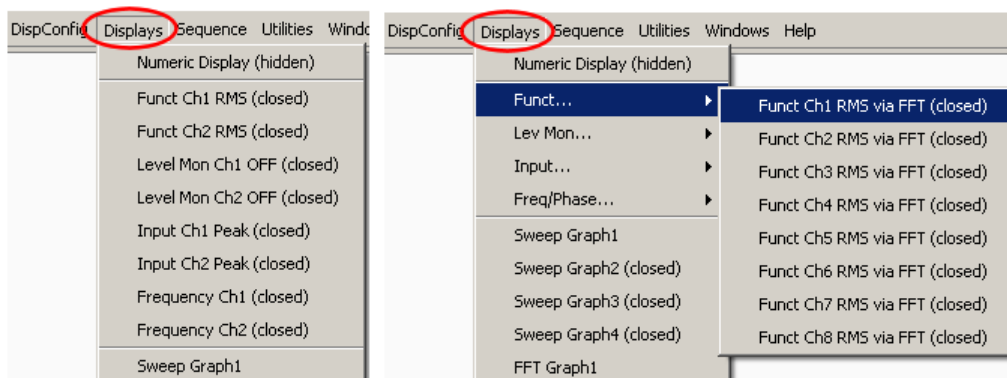 DispConfig Displays Sequence Utilities Windo
Numeric Display (hidden)
Funct Ch1 RMS (closed)
Funct Ch2 RMS (closed)
Level Mon Ch1 OFF (closed)
Level Mon Ch2 OFF (closed)
Input Ch1 Peak (closed)
Input Ch2 Peak (closed)
Frequency Ch1 (closed)
Frequency Ch2 (closed)
Sweep Graph1
DispConfig Displays Sequence Utilities Windows Help
Numeric Display (hidden)
Funct...
Lev Mon...
Input...
Freq/Phase...
Sweep Graph1
Sweep Graph2 (closed)
Sweep Graph3 (closed)
Sweep Graph4 (closed)
FFT Graph1
Funct Ch1 RMS via FFT (closed)
Funct Ch2 RMS via FFT (closed)
Funct Ch3 RMS via FFT (closed)
Funct Ch4 RMS via FFT (closed)
Funct Ch5 RMS via FFT (closed)
Funct Ch6 RMS via FFT (closed)
Funct Ch7 RMS via FFT (closed)
Funct Ch8 RMS via FFT (closed)